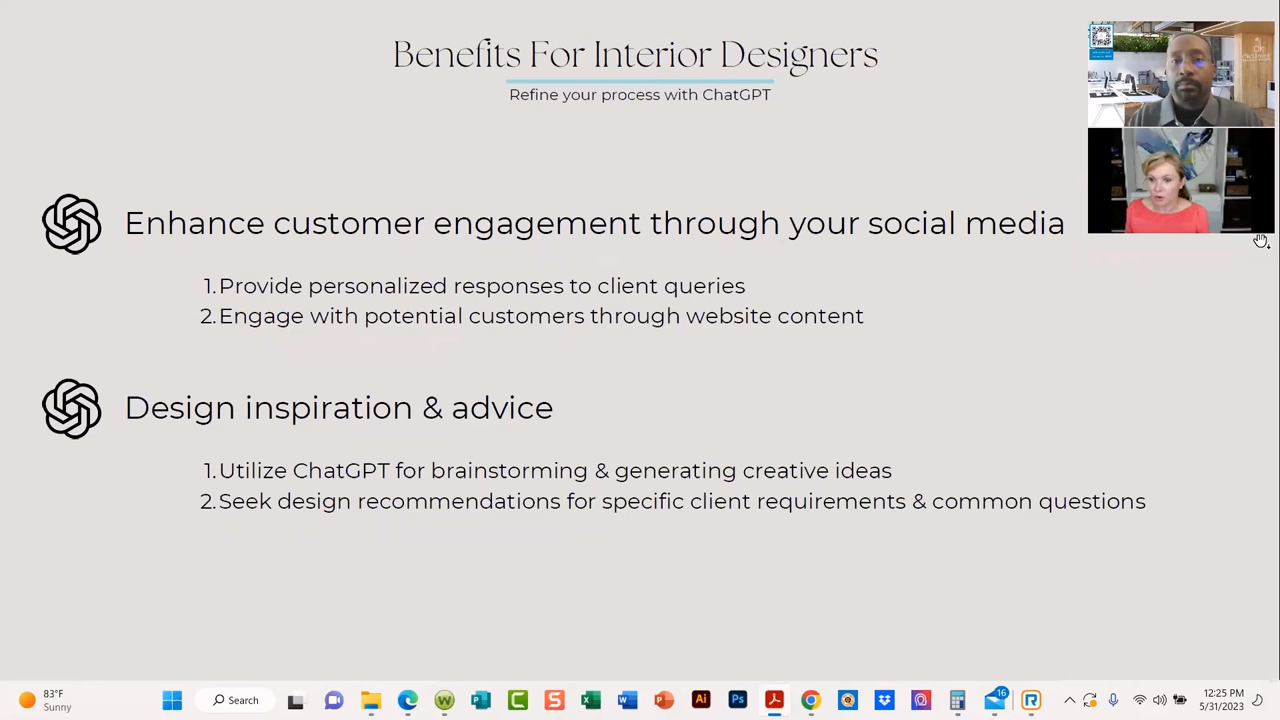 Benefits For Interior Designers
Refine your process with ChatGPT
Enhance customer engagement through your social media
1.Provide personalized responses to client queries
2.Engage with potential customers through website content
Design inspiration & advice
1.Utilize ChatGPT for brainstorming & generating creative ideas
2.Seek design recommendations for specific client requirements & common questions
83°F
Sunny
Search
16
12:25 PM
5/31/2023